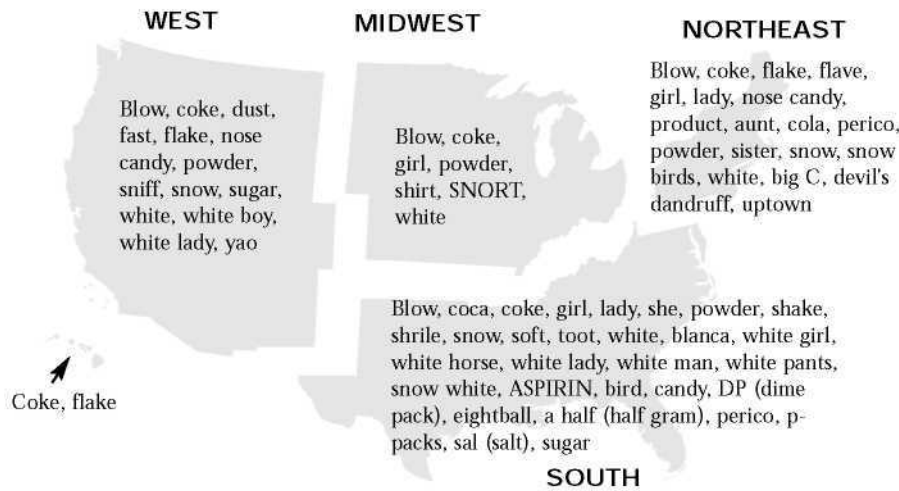 WEST
Blow, coke, dust,
fast, flake, nose
candy, powder,
sniff, snow, sugar,
white, white boy,
white lady, yao
MIDWEST
Blow, coke,
girl, powder,
shirt, SNORT,
white
NORTHEAST
Blow, coke, flake, flave,
girl, lady, nose candy,
product, aunt, cola, perico,
powder, sister, snow, snow
birds, white, big C, devil's
dandruff, uptown
Coke, flake
Blow, coca, coke, girl, lady, she, powder, shake,
shrile, snow, soft, toot, white, blanca, white girl,
white horse, white lady, white man, white pants,
snow white, ASPIRIN, bird, candy, DP (dime
pack), eightball, a half (half gram), perico, p-
packs, sal (salt), sugar
SOUTH